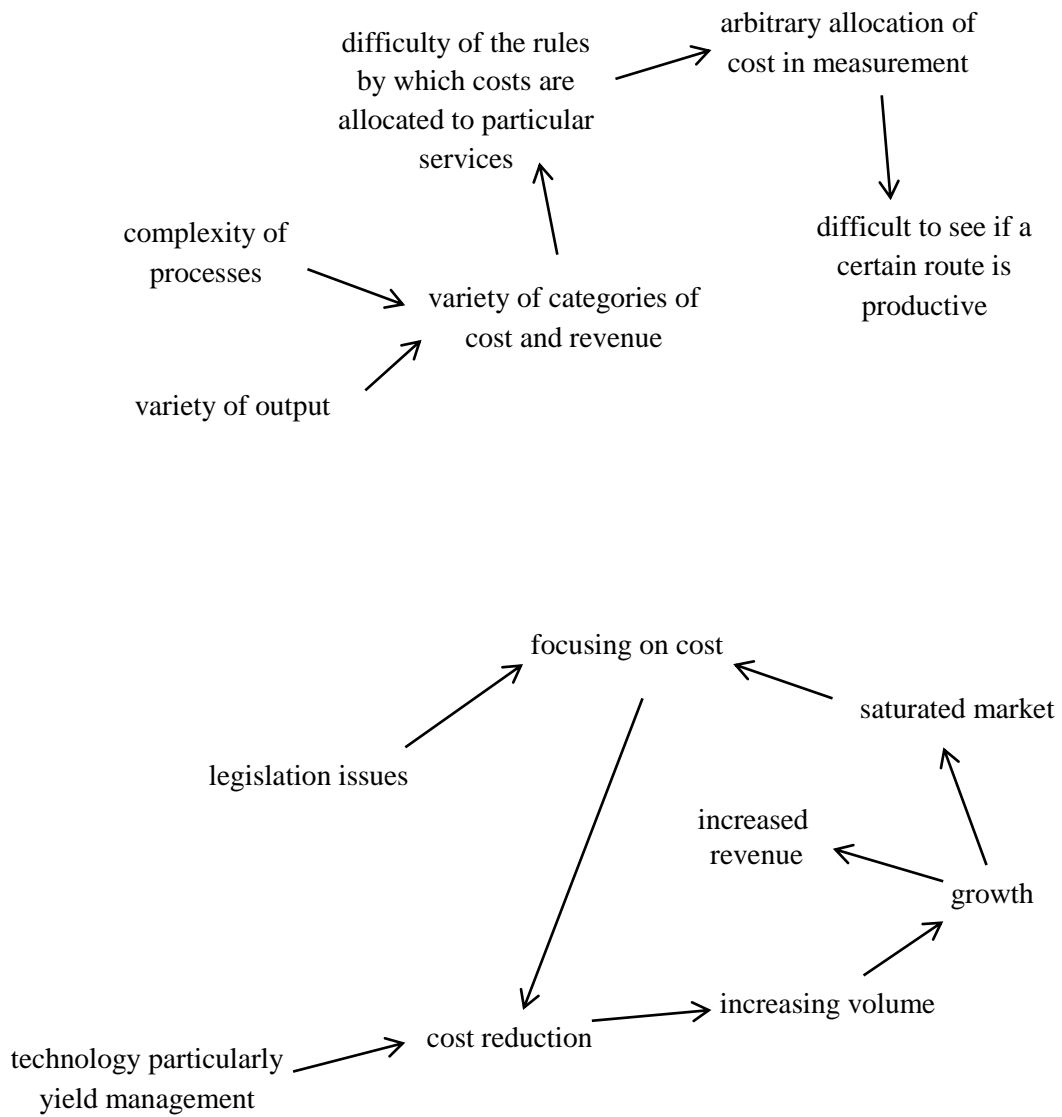 arbitrary allocation of
cost in measurement
difficulty of the rules
by which costs are
allocated to particular
services
complexity of
processes
difficult to see if a
certain route is
productive
variety of categories of
cost and revenue
variety of output
focusing on cost
saturated market
legislation issues
increased
revenue
growth
increasing volume
cost reduction
technology particularly
yield management